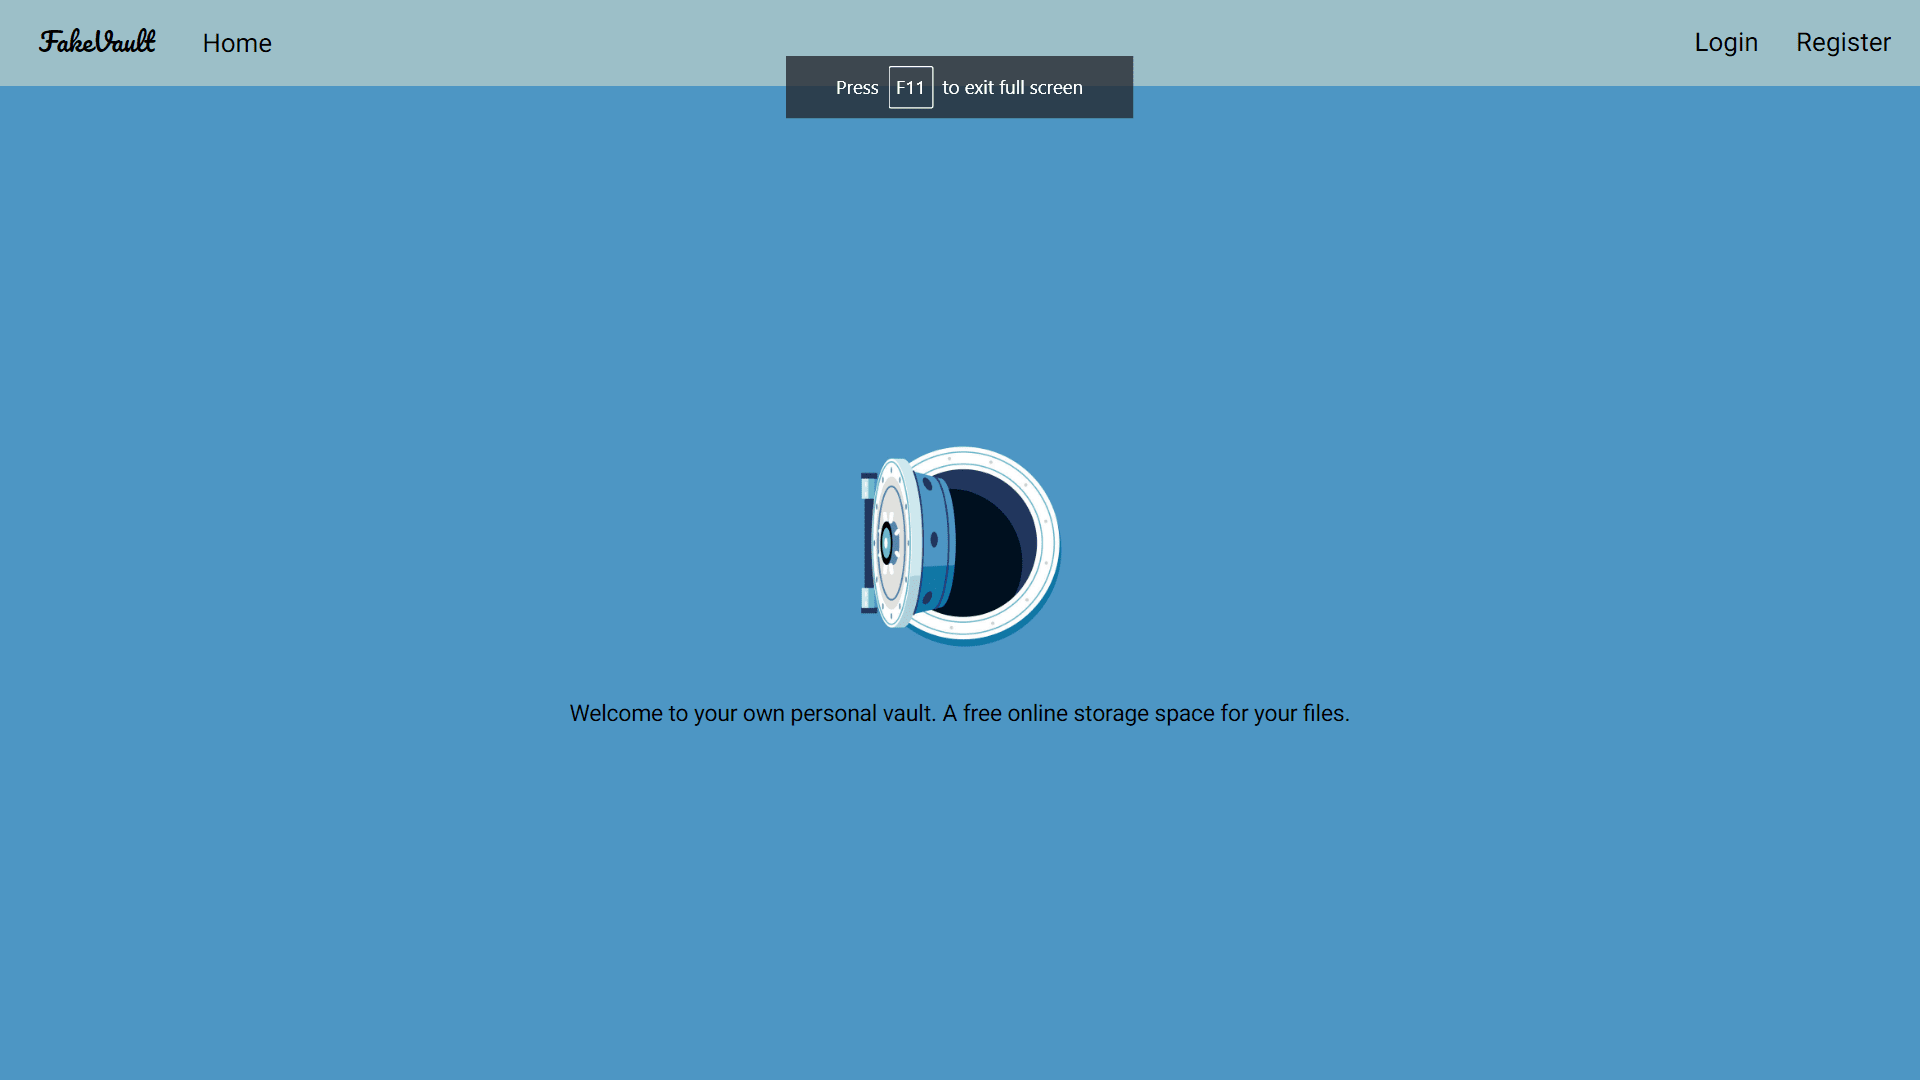 FakeVault Home Login Register
Press F11 to exit full screen
Welcome to your own personal vault. A free online storage space for your files.